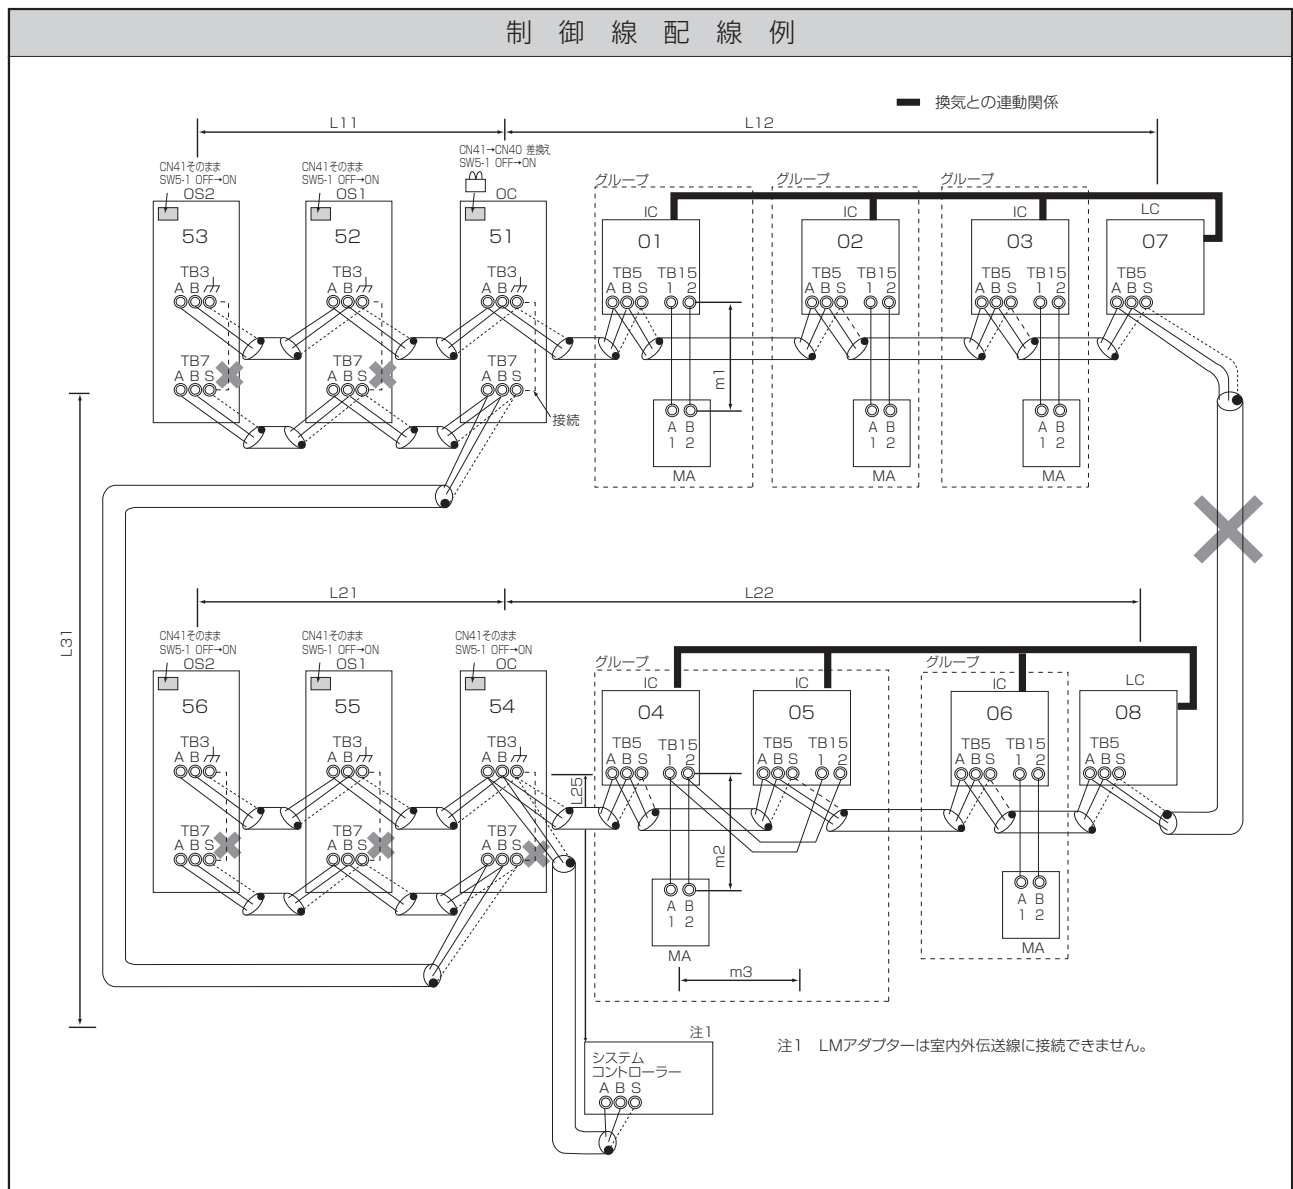 制御線配線例
換気との連動関係
L11
L12
CN41そのまま
SW5-1 OFF→ON
OS2
CN41そのまま
SW5-1 OFF→ON
OS1
CN41→CN40 差換え
SW5-1 OFF→ON
OC
グループ
グループ
グループ
53
52
51
IC
01
IC
02
IC
03
LC
07
TB3
A B
TB3
A B
TB3
A B
TB5 TB15
A B S 1 2
TB5 TB15
A B S 1 2
TB5 TB15
A B S 1 2
TB5
A B S
TB7
A B S
TB7
A B S
TB7
A B S
接続
m1
A B
1 2
MA
A B
1 2
MA
A B
1 2
MA
L31
L21
L22
CN41そのまま
SW5-1 OFF→ON
OS2
CN41そのまま
SW5-1 OFF→ON
OS1
CN41そのまま
SW5-1 OFF→ON
OC
グループ
グループ
56
55
54
IC
04
IC
05
IC
06
LC
08
TB3
A B
TB3
A B
TB3
A B
TB5 TB15
A B S 1 2
TB5 TB15
A B S 1 2
TB5 TB15
A B S 1 2
TB5
A B S
L25
TB7
A B S
TB7
A B S
TB7
A B S
m2
A B
1 2
MA
A B
1 2
MA
m3
注1
システム
コントローラー
A B S
注1 LMアダプターは室内外伝送線に接続できません。